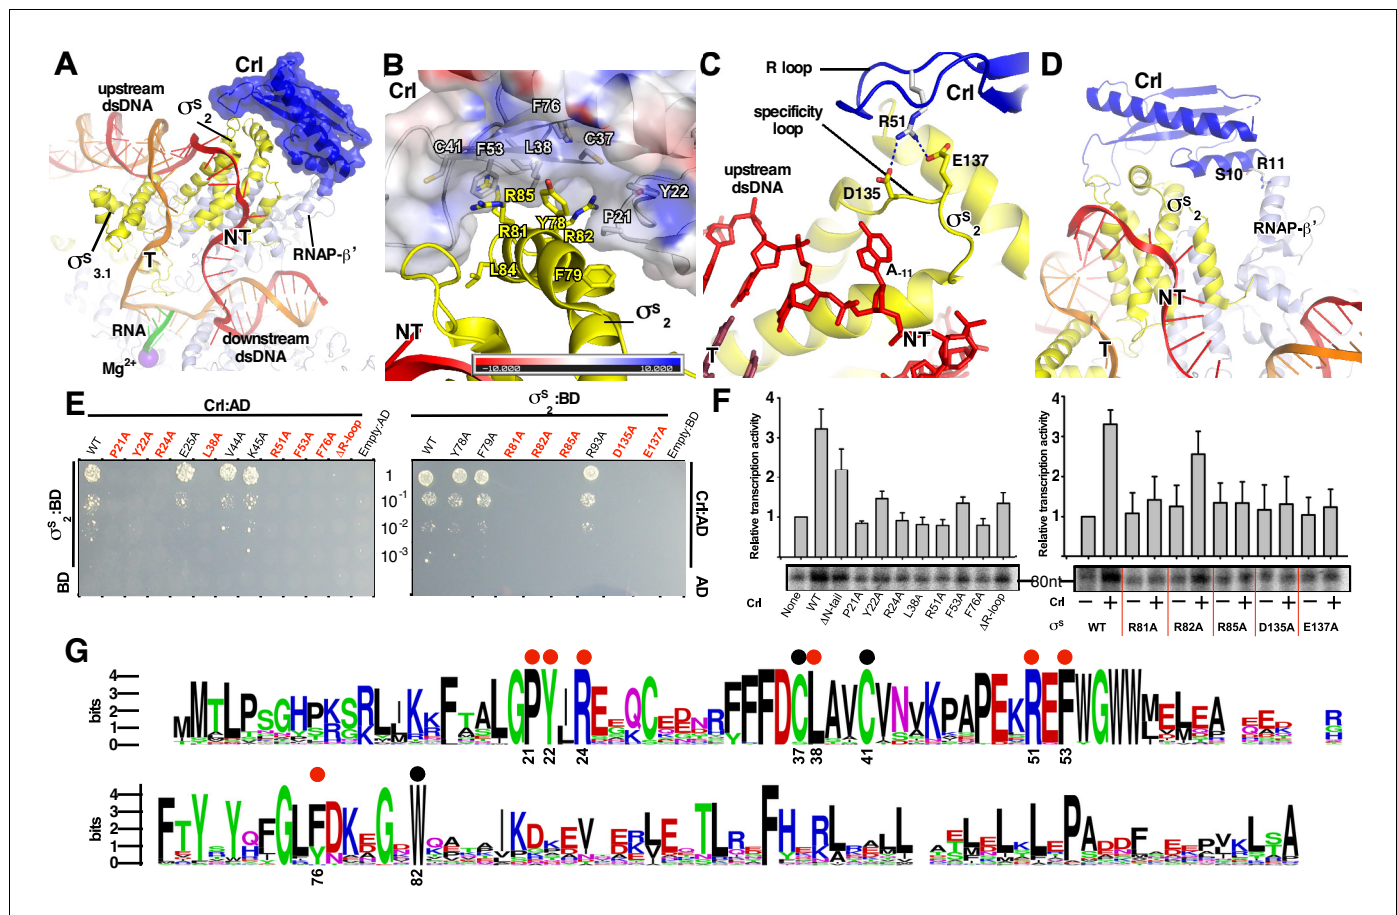 A
Crl
upstream
dsDNA
σS2
σS3.1
T
NT
RNAP-β'
RNA
downstream
dsDNA
Mg2+
B
Crl
F76
C41
F53
L38
C37
Y22
R85
P21
R81
Y78
R82
L84
F79
σS2
NT
-10.000
10.000
C
R loop
Crl
specificity
loop
R51
E137
upstream
dsDNA
D135
σS2
A-11
NT
T
D
Crl
R11
S10
σS2
RNAP-β'
NT
T
E
Crl:AD
WT P21A Y22A R24A E25A L38A V44A K45A R51A F53A F76A ΔR-loop Empty:AD
σS2:BD
BD
1
10-1
10-2
10-3
σS2:BD
WT Y78A F79A R81A R82A R85A R93A D135A E137A Empty:BD
Crl:AD
AD
F
Relative transcription activity
4
2
1
80nt
Crl
None WT ΔN-tail P21A Y22A R24A L38A R51A F53A F76A ΔR-loop
Relative transcription activity
4
3
2
1
− + − + − + − + − + − + Crl
σS WT R81A R82A R85A D135A E137A
G
bits
4
3
2
1
0
21 22 24 37 38 41 51 53
bits
4
3
2
1
0
76 82